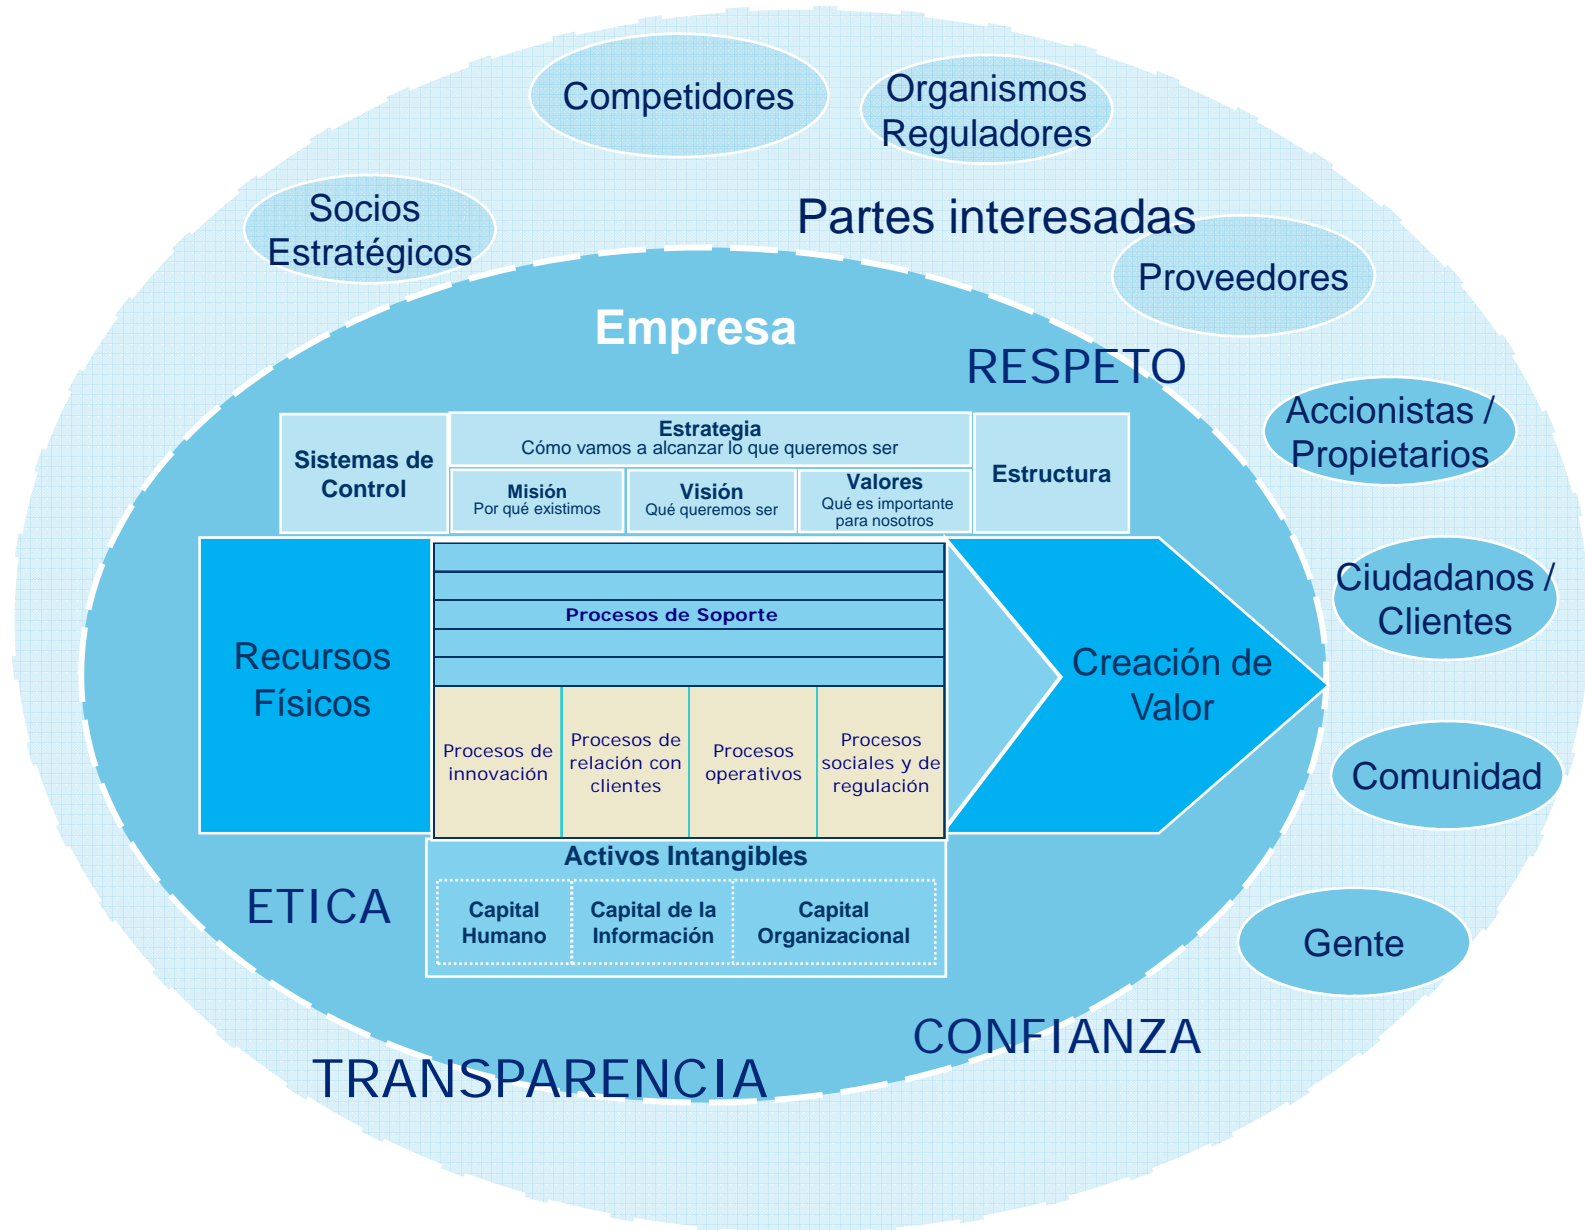 Competidores
Organismos
Reguladores
Socios
Estratégicos
Partes interesadas
Proveedores
Empresa
RESPETO
Accionistas /
Propietarios
Sistemas de
Control
Estrategia
Cómo vamos a alcanzar lo que queremos ser
Misión
Por qué existimos
Visión
Qué queremos ser
Valores
Qué es importante
para nosotros
Estructura
Ciudadanos /
Clientes
Recursos
Físicos
Procesos de Soporte
Procesos de
innovación
Procesos de
relación con
clientes
Procesos
operativos
Procesos
sociales y de
regulación
Creación de
Valor
Comunidad
Activos Intangibles
Capital
Humano
Capital de la
Información
Capital
Organizacional
ETICA
Gente
CONFIANZA
TRANSPARENCIA